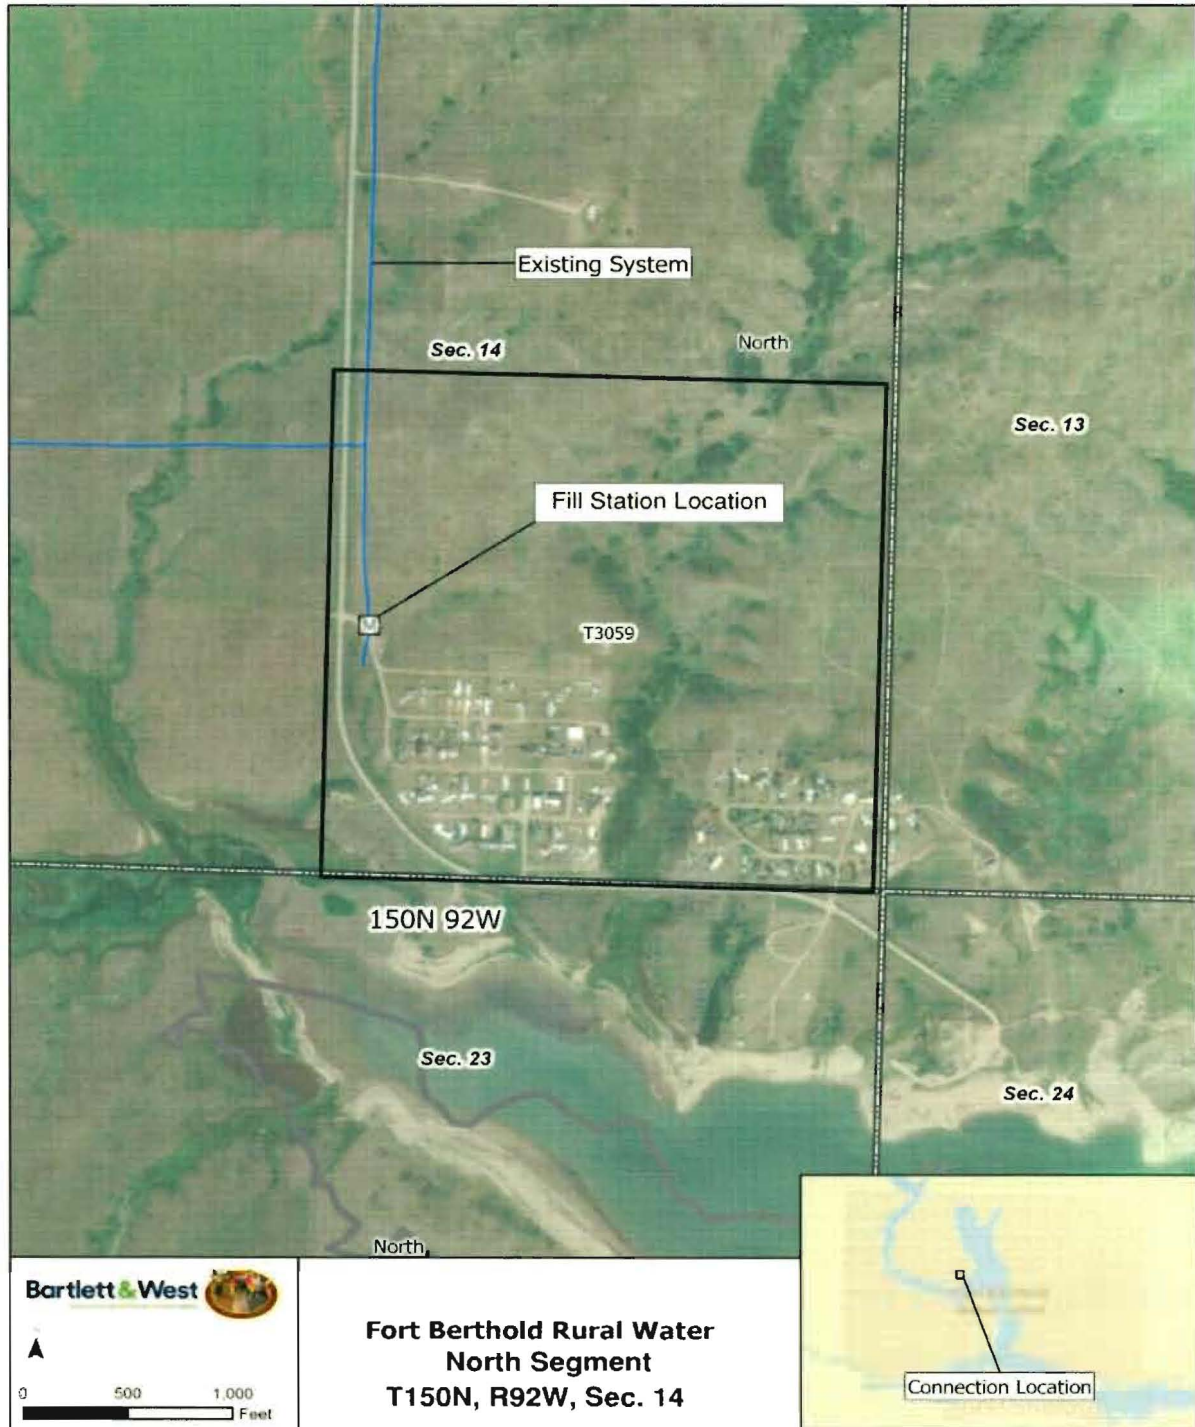 Existing System
Sec. 14
North
Sec. 13
Fill Station Location
T3059
150N 92W
Sec. 23
Sec. 24
North
Bartlett & West
0 500 1,000
Feet
Fort Berthold Rural Water
North Segment
T150N, R92W, Sec. 14
Connection Location